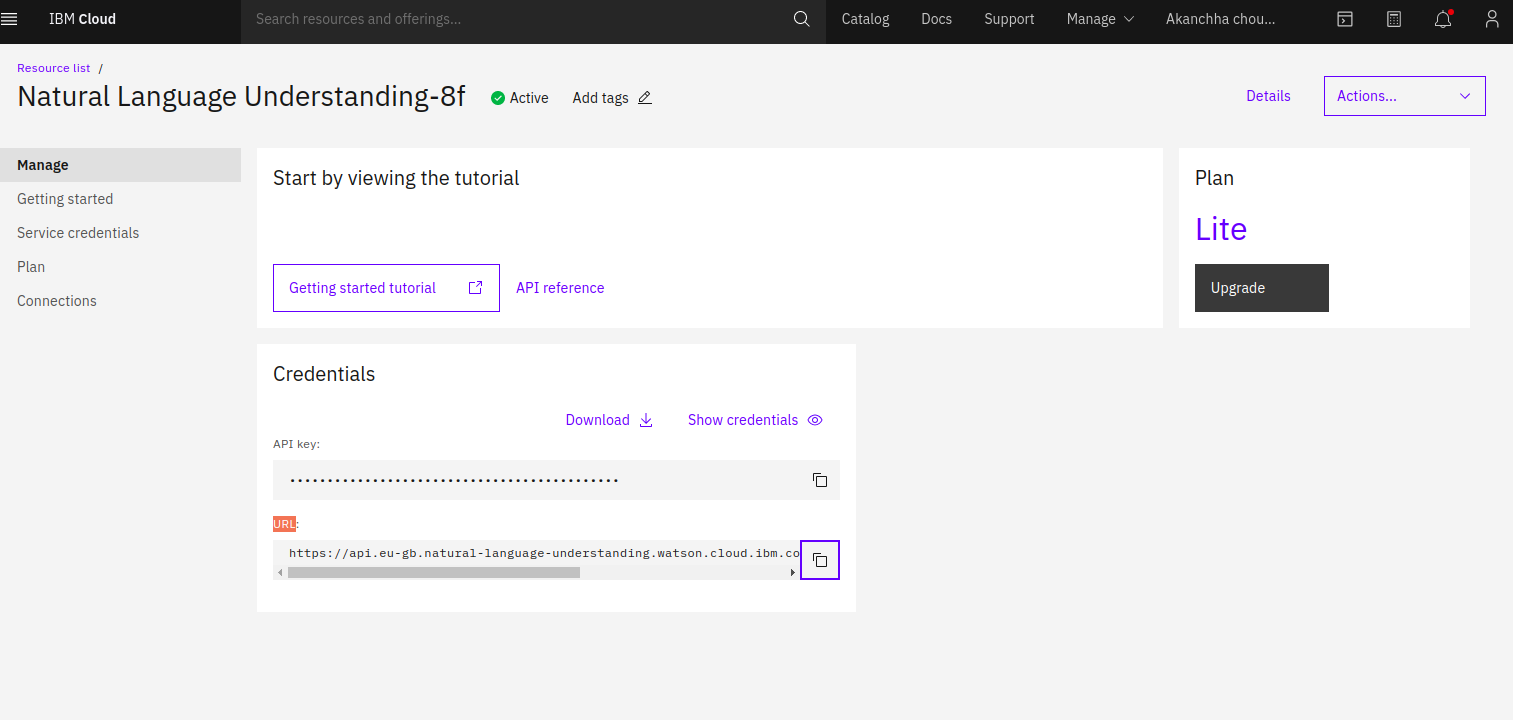 IBM Cloud
Search resources and offerings...
Catalog
Docs
Support
Manage
Akanchha chou...
Resource list /
Natural Language Understanding-8f
Active
Add tags
Details
Actions...
Manage
Getting started
Service credentials
Plan
Connections
Start by viewing the tutorial
Getting started tutorial
API reference
Plan
Lite
Upgrade
Credentials
Download
Show credentials
API key:
••••••••••••••••••••••••••••••••••••••••••••
URL:
https://api.eu-gb.natural-language-understanding.watson.cloud.ibm.co